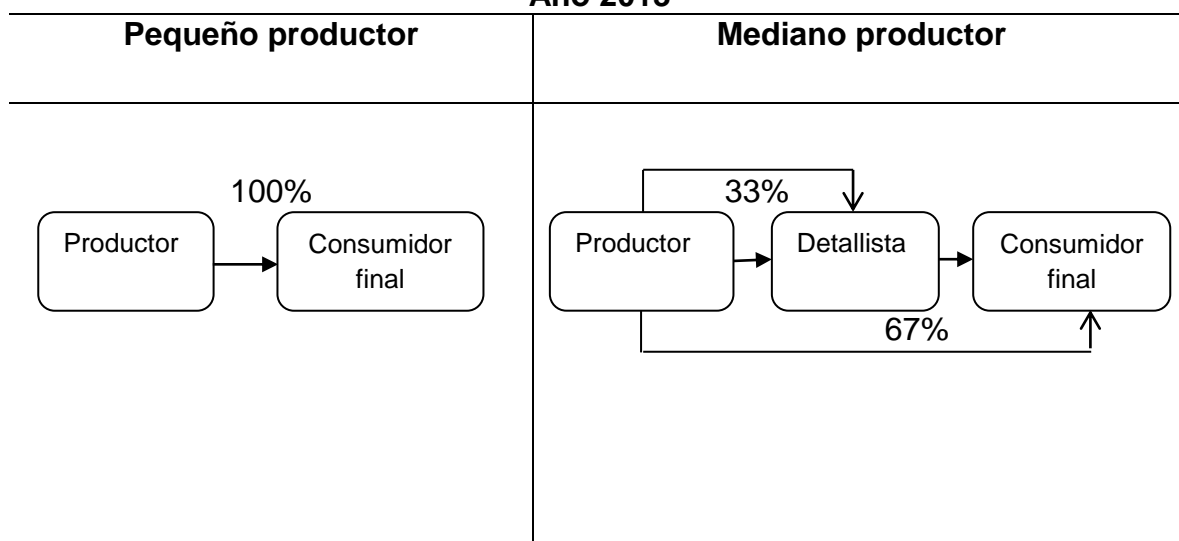 Pequeño productor
Mediano productor
100%
Productor
Consumidor
final
33%
Productor
Detallista
Consumidor
final
67%